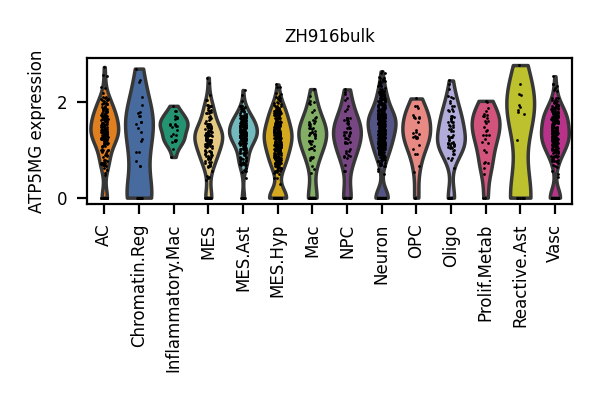 ZH916bulk
ATP5MG expression
2
0
AC
Chromatin.Reg
Inflammatory.Mac
MES
MES.Ast
MES.Hyp
Mac
NPC
Neuron
OPC
Oligo
Prolif.Metab
Reactive.Ast
Vasc